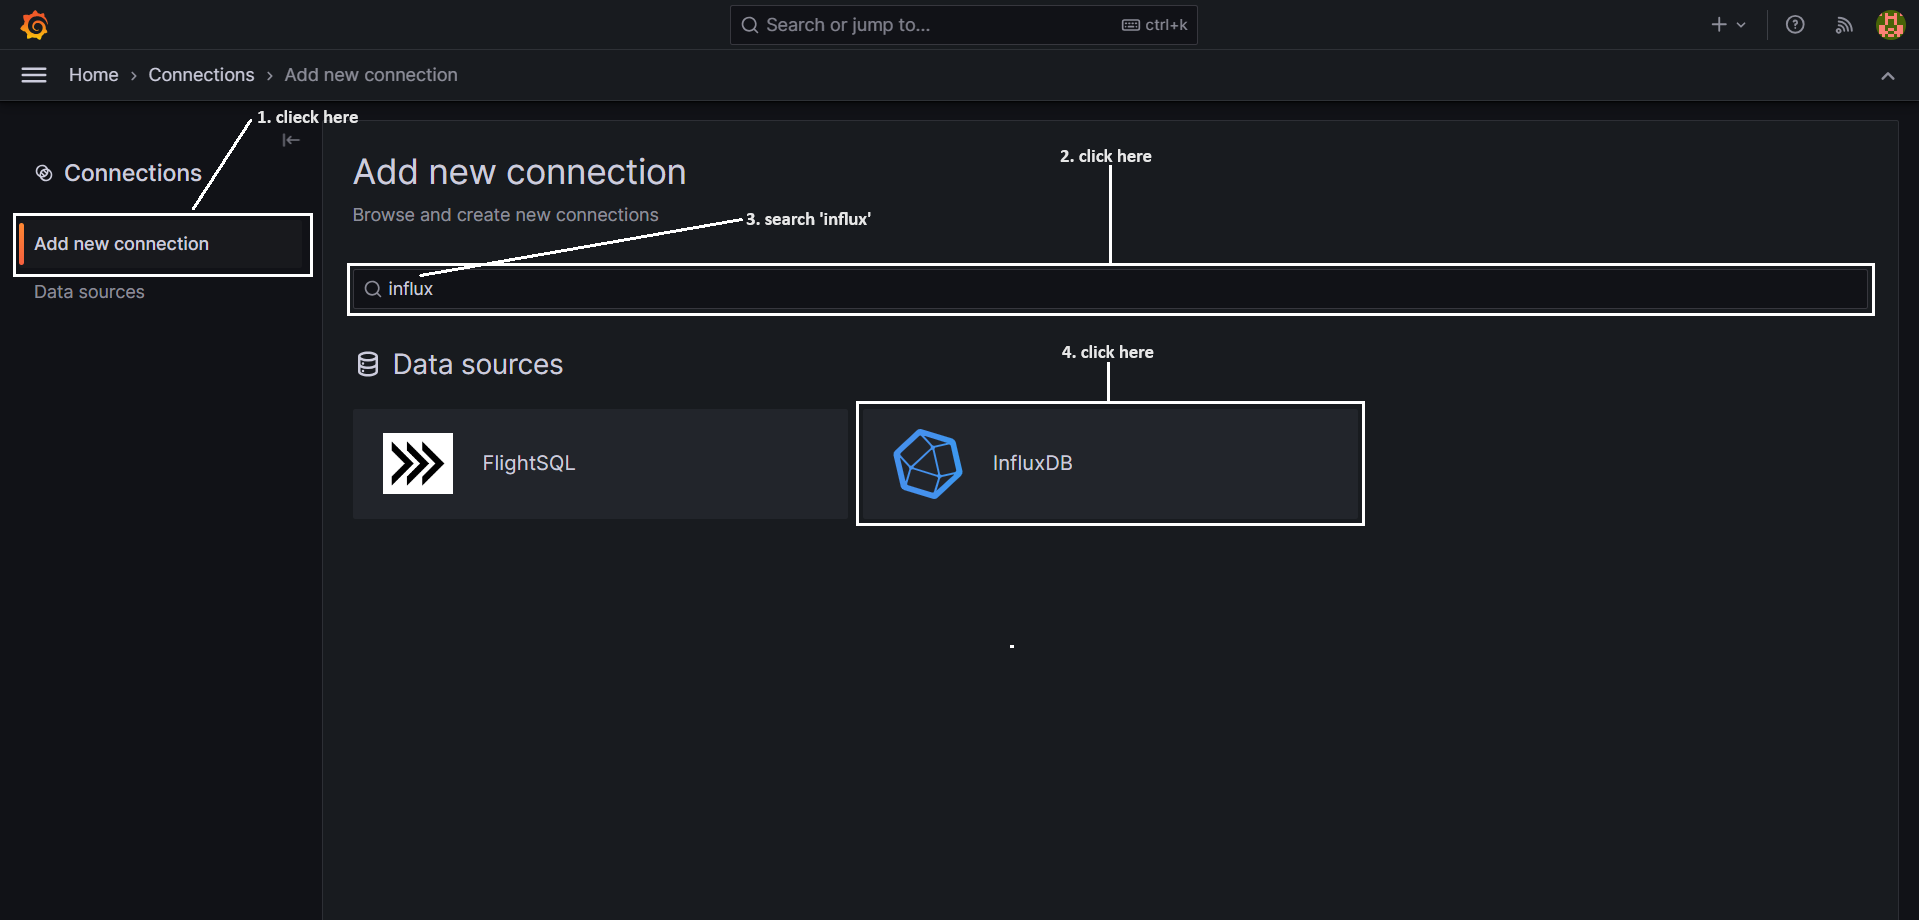 Search or jump to...
ctrl+k
Home › Connections › Add new connection
1. clieck here
Connections
Add new connection
Data sources
Add new connection
Browse and create new connections
2. click here
3. search 'influx'
influx
Data sources
4. click here
FlightSQL
InfluxDB